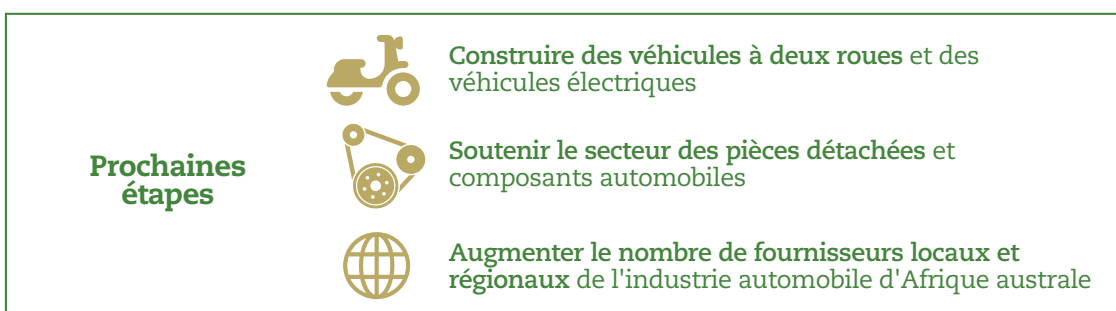 Prochaines
étapes
Construire des véhicules à deux roues et des
véhicules électriques
Soutenir le secteur des pièces détachées et
composants automobiles
Augmenter le nombre de fournisseurs locaux et
régionaux de l'industrie automobile d'Afrique australe